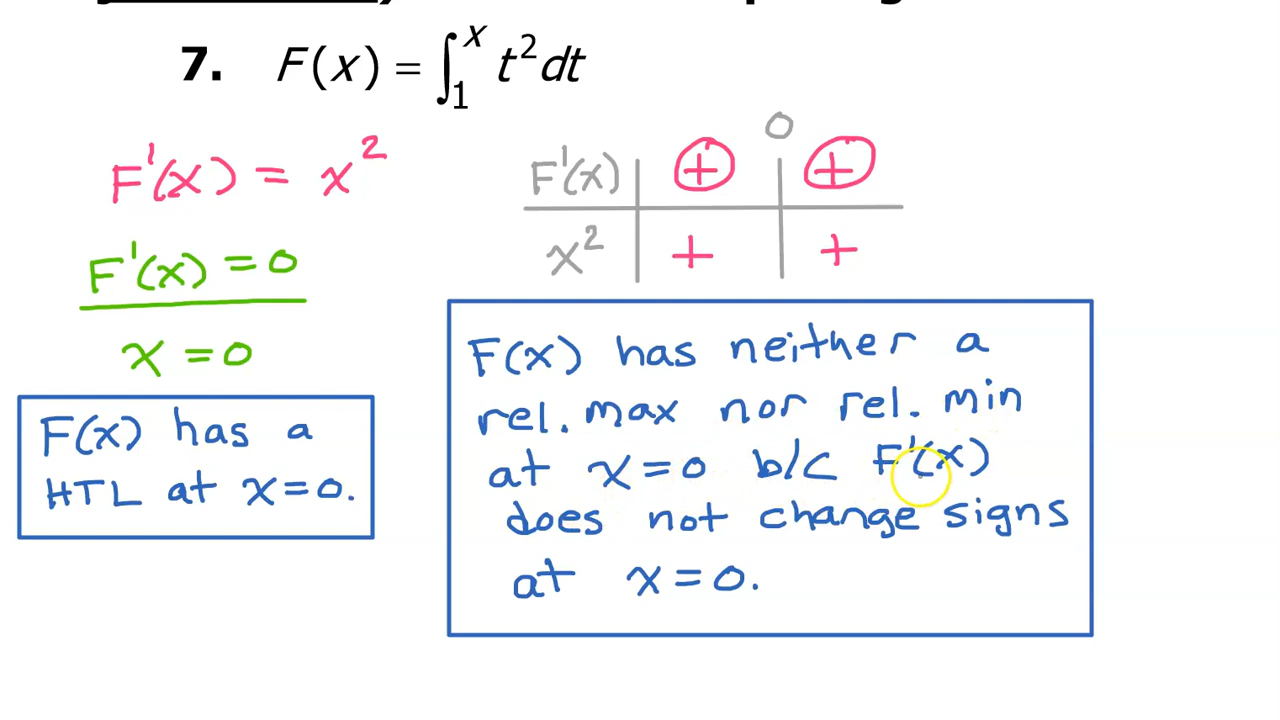 7. F(x) = ∫₁ˣ t² dt
F'(x) = x²
F'(x) = 0
x = 0
F(x) has a
HTL at x=0.
0
F'(x) + +
x² + +
F(x) has neither a
rel. max nor rel. min
at x=0 b/c F'(x)
does not change signs
at x=0.